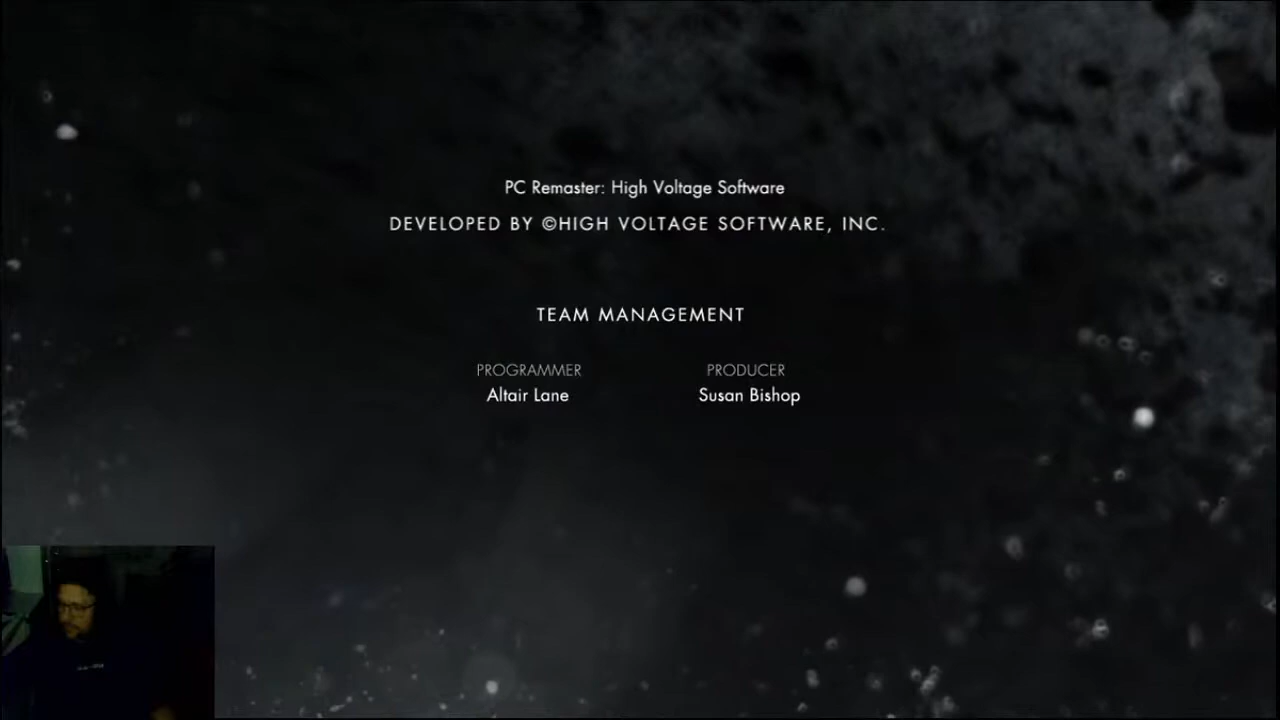 PC Remaster: High Voltage Software
DEVELOPED BY ©HIGH VOLTAGE SOFTWARE, INC.
TEAM MANAGEMENT
PROGRAMMER PRODUCER
Altair Lane Susan Bishop